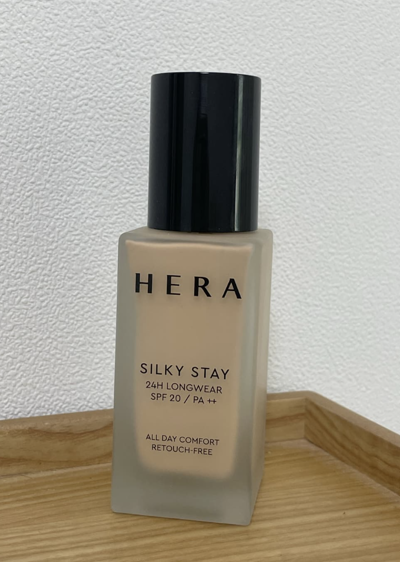 HERA
SILKY STAY
24H LONGWEAR
SPF 20 / PA ++
ALL DAY COMFORT
RETOUCH-FREE